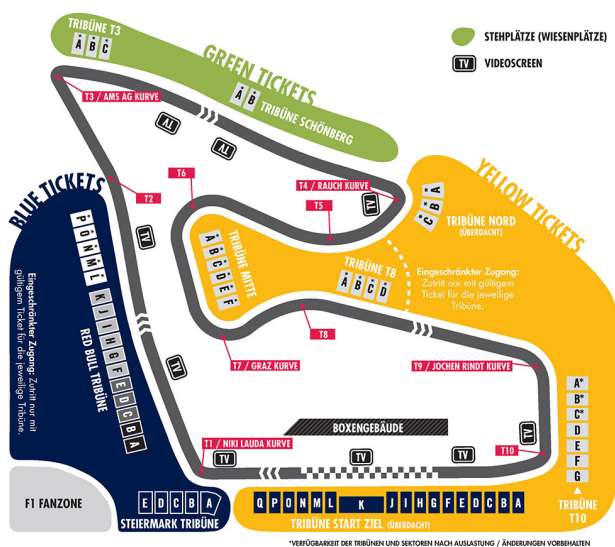 TRIBÜNE T3
A B C
GREEN TICKETS
A B
TRIBÜNE SCHÖNBERG
STEHPLÄTZE (WIESENPLÄTZE)
TV
VIDEOSCREEN
T3 / AMS AG KURVE
TV
TV
T6
T2
T4 / RAUCH KURVE
TV
T5
YELLOW TICKETS
C B A
TRIBÜNE NORD
(ÜBERDACHT)
BLUE TICKETS
P O N M L K J I H G F E D C B A
RED BULL TRIBÜNE
Eingeschränkter Zugang: Zutritt nur mit
gültigem Ticket für die jeweilige Tribüne.
TV
TRIBÜNE MITTE
A B C D E F
TRIBÜNE T8
A B C D
Eingeschränkter Zugang:
Zutritt nur mit gültigem
Ticket für die jeweilige
Tribüne.
T8
T7 / GRAZ KURVE
T9 / JOCHEN RINDT KURVE
TV
BOXENGEBÄUDE
T1 / NIKI LAUDA KURVE
TV
TV
TV
TV
T10
A*
B*
C*
D
E
F
G
TRIBÜNE
T10
F1 FANZONE
E D C B A
STEIERMARK TRIBÜNE
Q P O N M L K J I H G F E D C B A
TRIBÜNE START ZIEL (ÜBERDACHT)
*VERFÜGBARKEIT DER TRIBÜNEN UND SEKTOREN NACH AUSLASTUNG / ÄNDERUNGEN VORBEHALTEN